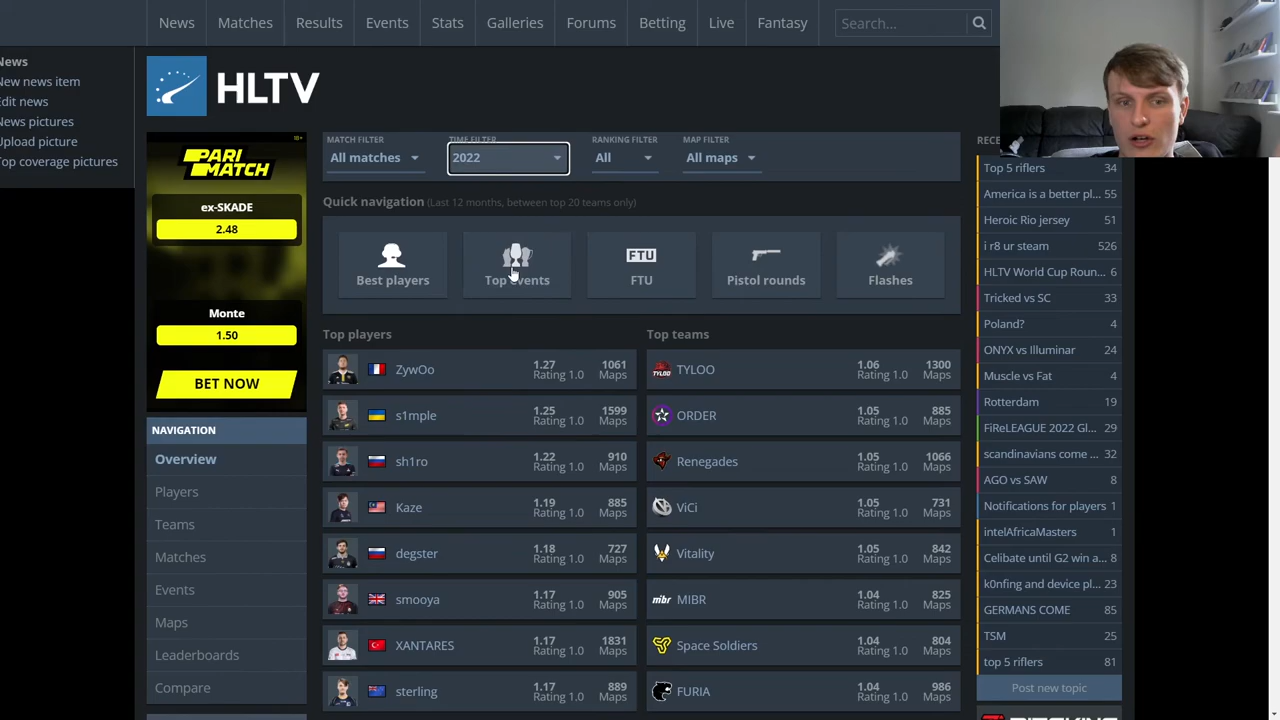 News
Matches
Results
Events
Stats
Galleries
Forums
Betting
Live
Fantasy
Search...
News
New news item
Edit news
News pictures
Upload picture
Top coverage pictures
HLTV
18+
PARI
MATCH
ex-SKADE
2.48
Monte
1.50
BET NOW
MATCH FILTER
All matches
TIME FILTER
2022
RANKING FILTER
All
MAP FILTER
All maps
Quick navigation (Last 12 months, between top 20 teams only)
Best players
Top events
FTU
FTU
Pistol rounds
Flashes
Top players
ZywOo 1.27 Rating 1.0 1061 Maps
s1mple 1.25 Rating 1.0 1599 Maps
sh1ro 1.22 Rating 1.0 910 Maps
Kaze 1.19 Rating 1.0 885 Maps
degster 1.18 Rating 1.0 727 Maps
smooya 1.17 Rating 1.0 905 Maps
XANTARES 1.17 Rating 1.0 1831 Maps
sterling 1.17 Rating 1.0 889 Maps
Top teams
TYLOO 1.06 Rating 1.0 1300 Maps
ORDER 1.05 Rating 1.0 885 Maps
Renegades 1.05 Rating 1.0 1066 Maps
ViCi 1.05 Rating 1.0 731 Maps
Vitality 1.05 Rating 1.0 842 Maps
mibr MIBR 1.04 Rating 1.0 825 Maps
Space Soldiers 1.04 Rating 1.0 804 Maps
FURIA 1.04 Rating 1.0 986 Maps
NAVIGATION
Overview
Players
Teams
Matches
Events
Maps
Leaderboards
Compare
Top 5 riflers 34
America is a better pl... 55
Heroic Rio jersey 51
i r8 ur steam 526
HLTV World Cup Roun... 6
Tricked vs SC 33
Poland? 4
ONYX vs Illuminar 24
Muscle vs Fat 4
Rotterdam 19
FiReLEAGUE 2022 Gl... 29
scandinavians come ... 32
AGO vs SAW 8
Notifications for players 1
intelAfricaMasters 1
Celibate until G2 win a... 8
k0nfing and device pl... 23
GERMANS COME 85
TSM 25
top 5 riflers 81
Post new topic